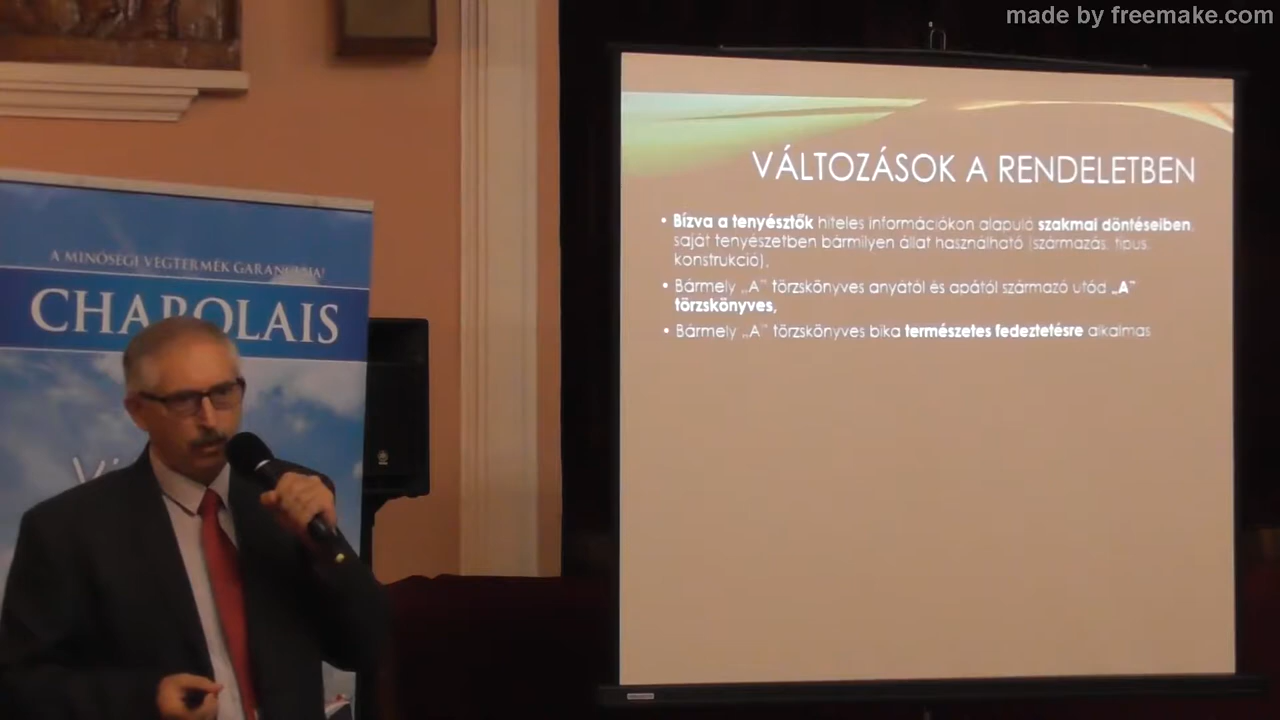 made by freemake.com
VÁLTOZÁSOK A RENDELETBEN
• Bízva a tenyésztők hiteles információkon alapuló szakmai döntéseiben,
saját tenyészetben bármilyen állat használható (származás, típus,
konstrukció),
• Bármely „A" törzskönyves anyától és apától származó utód „A"
törzskönyves,
• Bármely „A" törzskönyves bika természetes fedeztetésre alkalmas
A MINŐSÉGI VÉGTERMÉK GARANCIÁJA!
CHAROLAIS